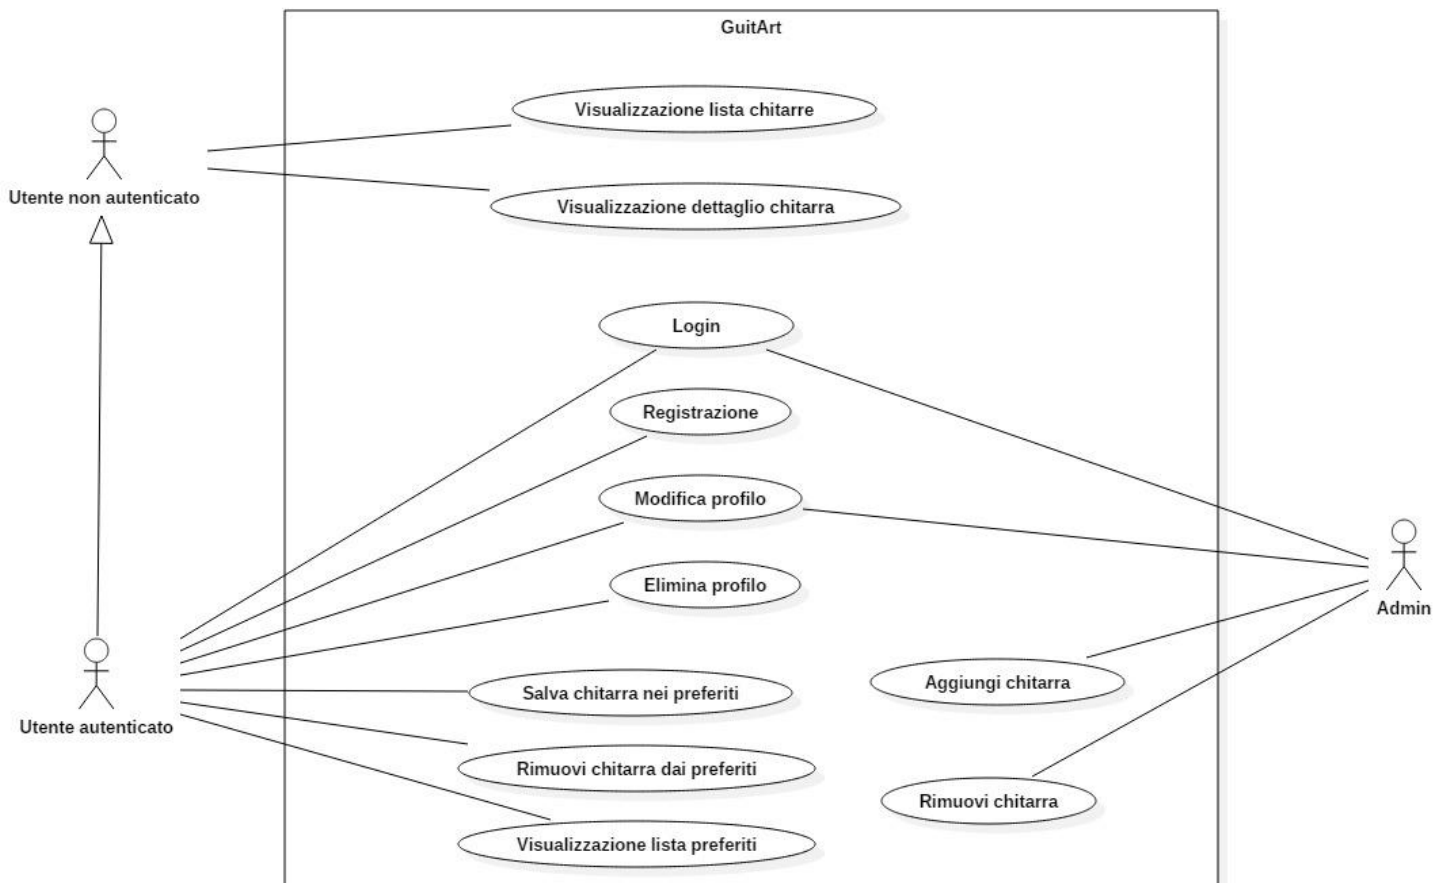 GuitArt
Visualizzazione lista chitarre
Utente non autenticato
Visualizzazione dettaglio chitarra
Login
Registrazione
Modifica profilo
Elimina profilo
Admin
Utente autenticato
Salva chitarra nei preferiti
Aggiungi chitarra
Rimuovi chitarra dai preferiti
Rimuovi chitarra
Visualizzazione lista preferiti